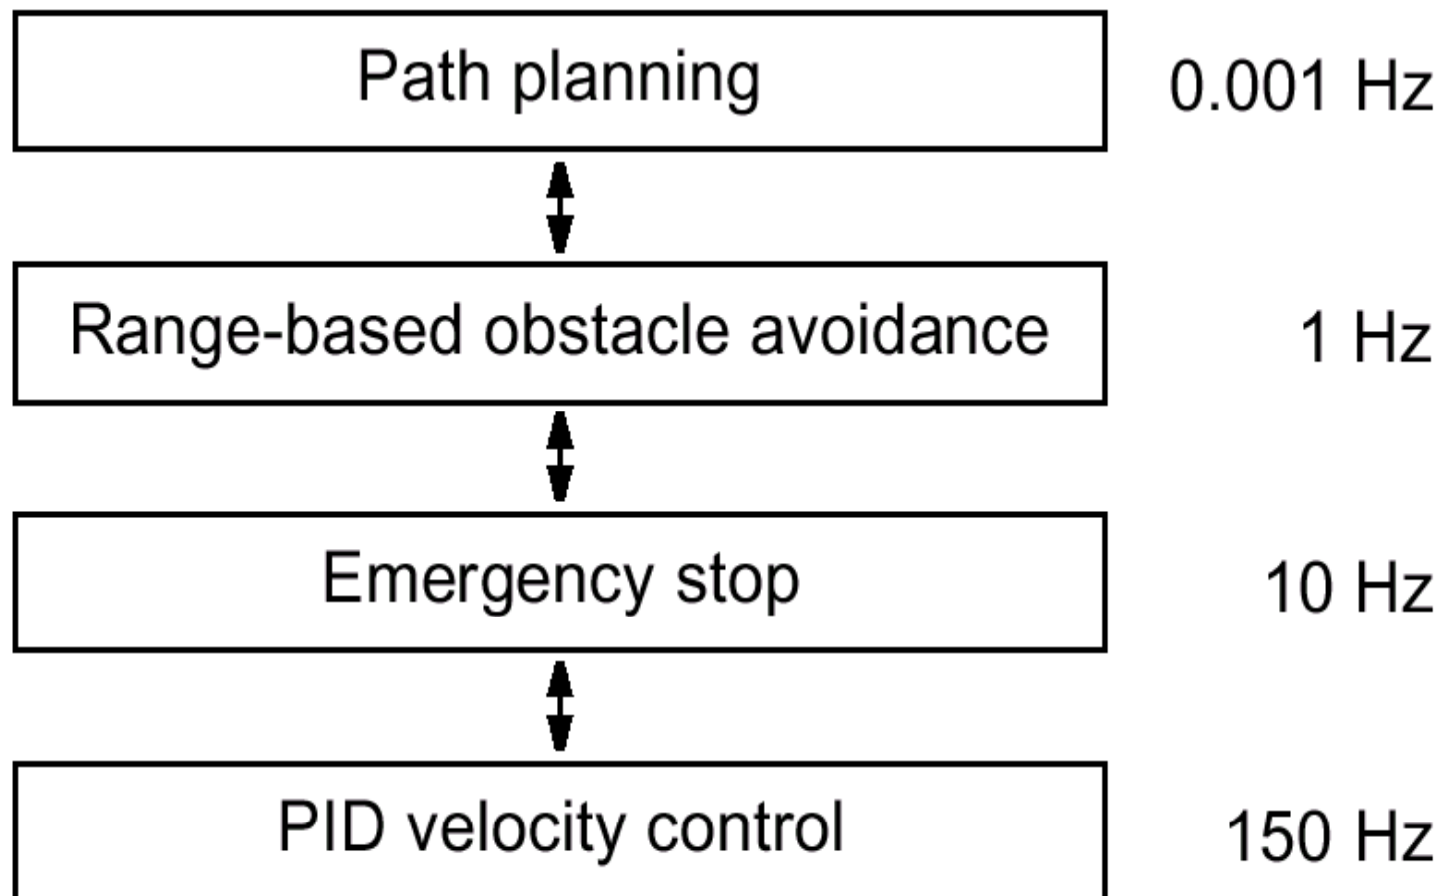 Path planning 0.001 Hz
Range-based obstacle avoidance 1 Hz
Emergency stop 10 Hz
PID velocity control 150 Hz